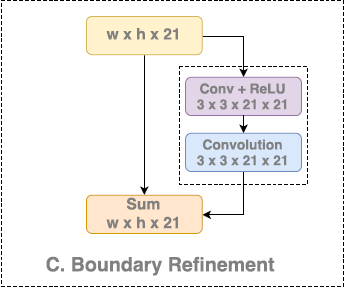 w x h x 21
Conv + ReLU
3 x 3 x 21 x 21
Convolution
3 x 3 x 21 x 21
Sum
w x h x 21
C. Boundary Refinement